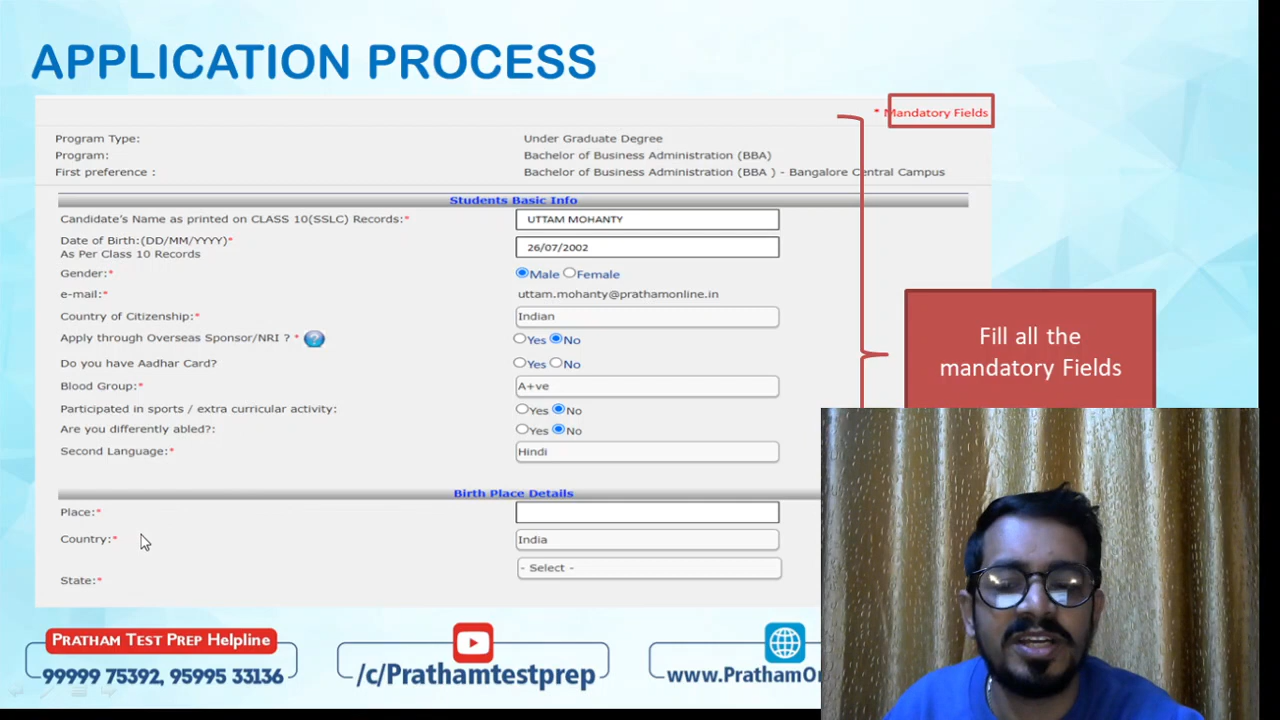 APPLICATION PROCESS
* Mandatory Fields
Program Type: Under Graduate Degree
Program: Bachelor of Business Administration (BBA)
First preference : Bachelor of Business Administration (BBA ) - Bangalore Central Campus
Students Basic Info
Candidate's Name as printed on CLASS 10(SSLC) Records:* UTTAM MOHANTY
Date of Birth:(DD/MM/YYYY)* 26/07/2002
As Per Class 10 Records
Gender:* Male Female
e-mail:* uttam.mohanty@prathamonline.in
Country of Citizenship:* Indian
Apply through Overseas Sponsor/NRI ? * ? Yes No
Do you have Aadhar Card? Yes No
Blood Group:* A+ve
Participated in sports / extra curricular activity: Yes No
Are you differently abled?: Yes No
Second Language:* Hindi
Fill all the
mandatory Fields
Birth Place Details
Place:*
Country:* India
State:* - Select -
PRATHAM TEST PREP Helpline
99999 75392, 95995 33136
/c/Prathamtestprep
www.PrathamOn